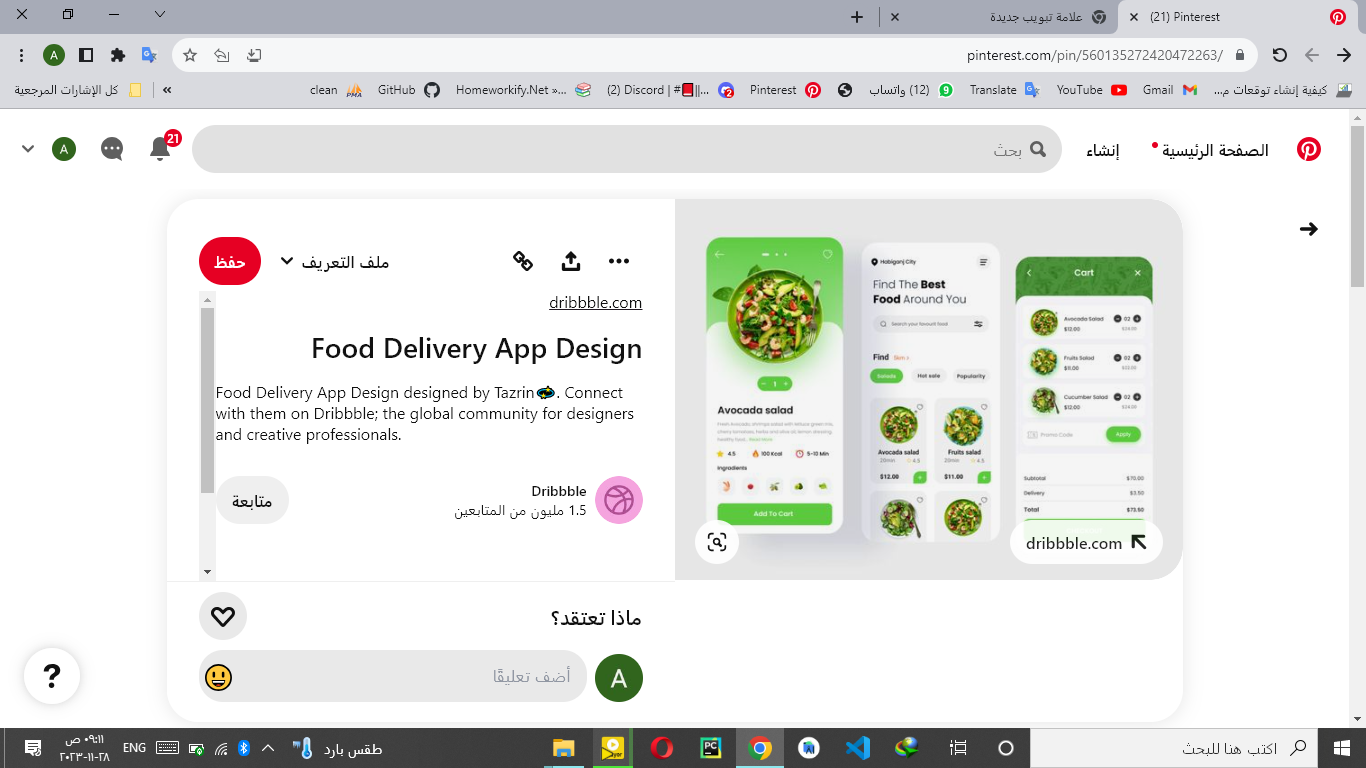 (21) Pinterest
علامة تبويب جديدة
pinterest.com/pin/560135272420472263/
A
كيفية إنشاء توقعات م...
Gmail
YouTube
Translate
(12) واتساب
Pinterest
(2) Discord | #📕||...
Homeworkify.Net »...
GitHub
clean
كل الإشارات المرجعية
الصفحة الرئيسية
إنشاء
بحث
21
A
ملف التعريف
حفظ
dribbble.com
Food Delivery App Design
Food Delivery App Design designed by Tazrin. Connect
with them on Dribbble; the global community for designers
and creative professionals.
Dribbble
1.5 مليون من المتابعين
متابعة
ماذا تعتقد؟
أضف تعليقًا
A
Avocada salad
Read More
4.5
100 Kcal
5-10 Min
Ingredients
1
Add To Cart
Habiganj City
Find The Best
Food Around You
Search your favourit food
Find
Salads
Hot sale
Popularity
Avocada salad
20min
4.5
$12.00
Fruits salad
20min
4.5
$11.00
Cart
Avocada Salad
02
$12.00
$24.00
Fruits Salad
02
$11.00
Cucumber Salad
02
$12.00
$24.00
Promo Code
Apply
Subtotal
$70.00
Delivery
$3.50
Total
$73.50
dribbble.com
?
اكتب هنا للبحث
طقس بارد
ENG
٠٩:١١ ص
٢٠٢٣-١١-٢٨